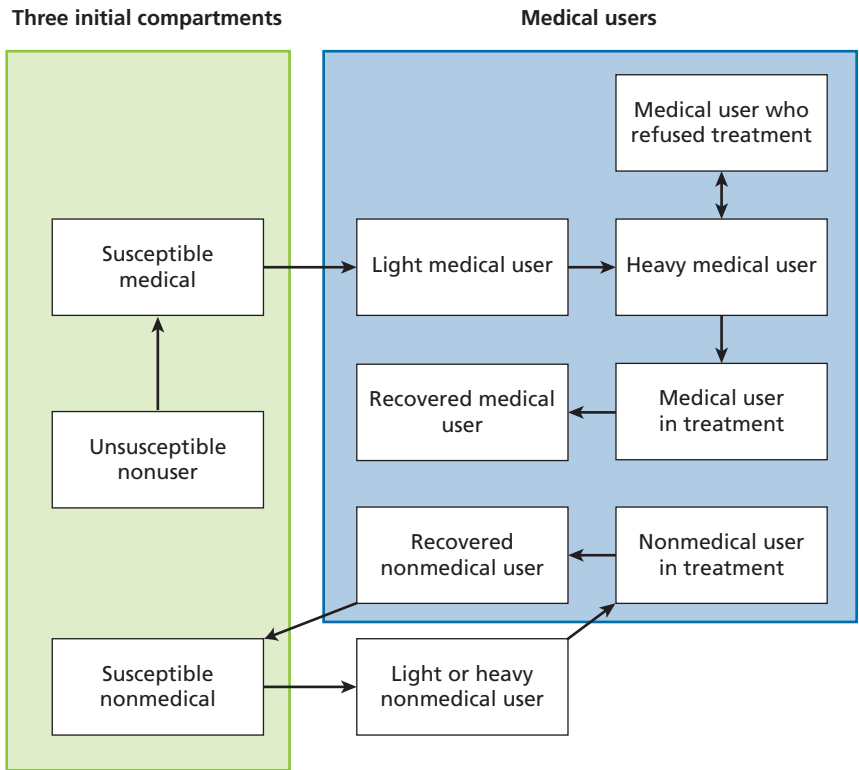 Three initial compartments
Medical users
Medical user who
refused treatment
Susceptible
medical
Light medical user
Heavy medical user
Unsusceptible
nonuser
Recovered medical
user
Medical user
in treatment
Recovered
nonmedical user
Nonmedical user
in treatment
Susceptible
nonmedical
Light or heavy
nonmedical user